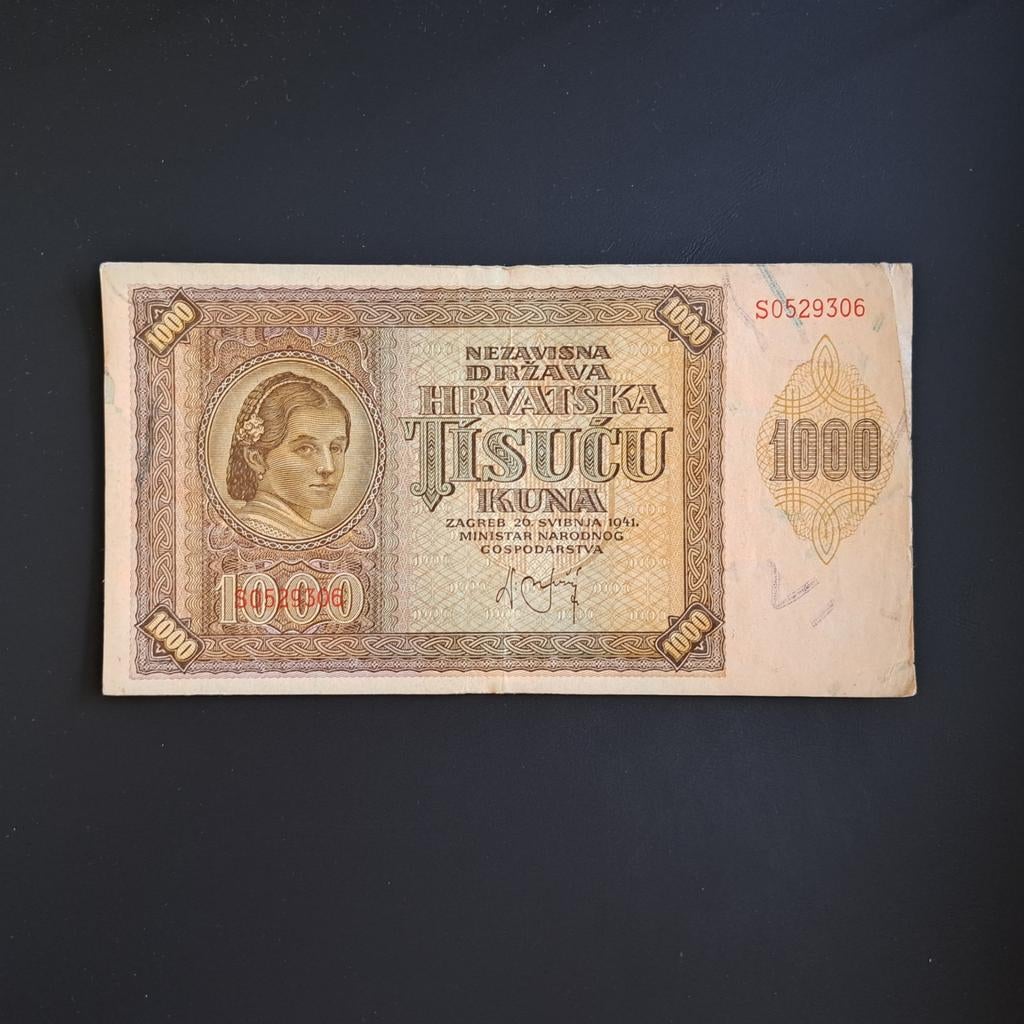 1000
1000
S0529306
NEZAVISNA
DRŽAVA
HRVATSKA
TISUĆU
KUNA
1000
ZAGREB 26. SVIBNJA 1941.
MINISTAR NARODNOG
GOSPODARSTVA
1000
S0529306
1000
1000